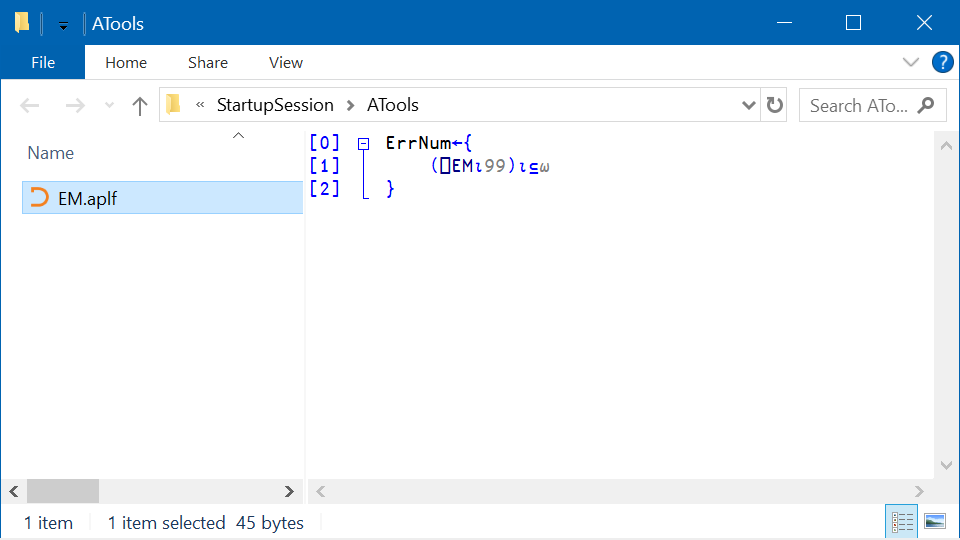 ATools
File Home Share View
« StartupSession > ATools
Search ATo...
Name
EM.aplf
[0] ErrNum←{
[1] (⎕EM⍳99)⍳⊆⍵
[2] }
1 item 1 item selected 45 bytes